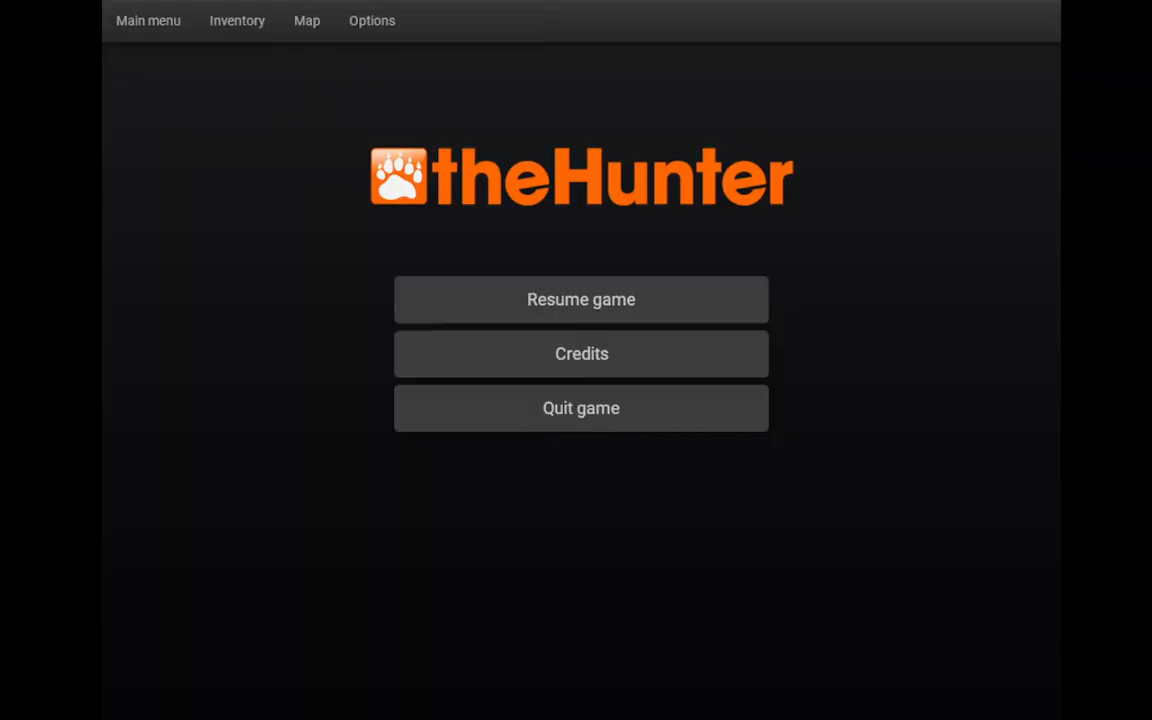 Main menu Inventory Map Options
theHunter
Resume game
Credits
Quit game